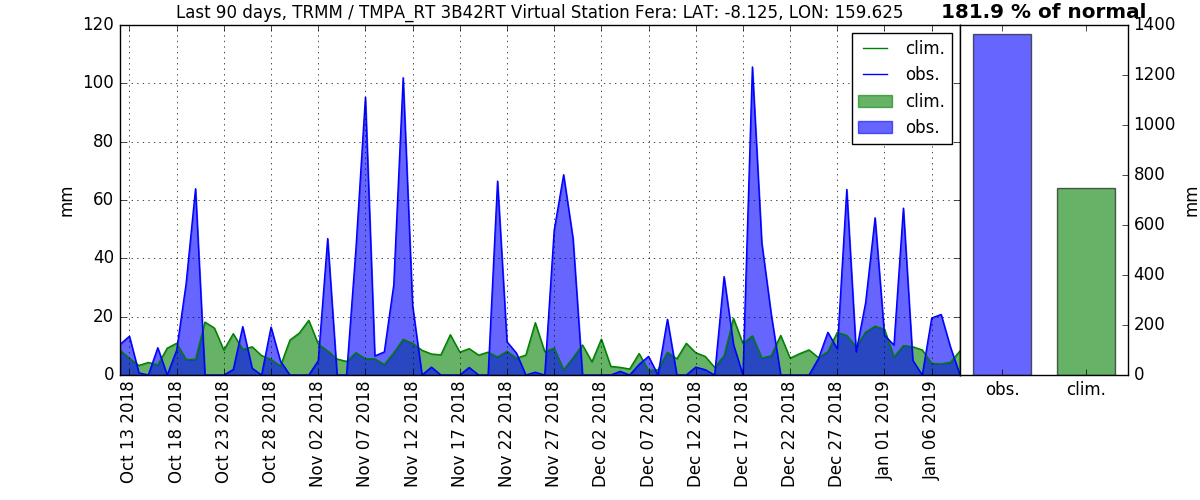 Last 90 days, TRMM / TMPA_RT 3B42RT Virtual Station Fera: LAT: -8.125, LON: 159.625
181.9 % of normal
120
100
80
60
40
20
0
mm
clim.
obs.
clim.
obs.
1400
1200
1000
800
600
400
200
0
mm
obs.
clim.
Oct 13 2018
Oct 18 2018
Oct 23 2018
Oct 28 2018
Nov 02 2018
Nov 07 2018
Nov 12 2018
Nov 17 2018
Nov 22 2018
Nov 27 2018
Dec 02 2018
Dec 07 2018
Dec 12 2018
Dec 17 2018
Dec 22 2018
Dec 27 2018
Jan 01 2019
Jan 06 2019